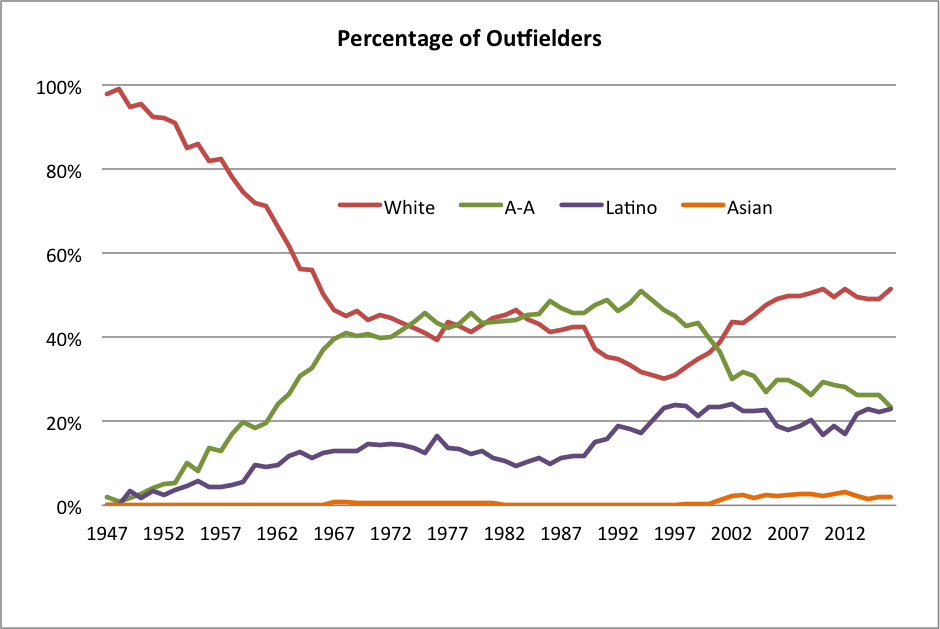 Percentage of Outfielders
100%
80%
White A-A Latino Asian
60%
40%
20%
0%
1947 1952 1957 1962 1967 1972 1977 1982 1987 1992 1997 2002 2007 2012